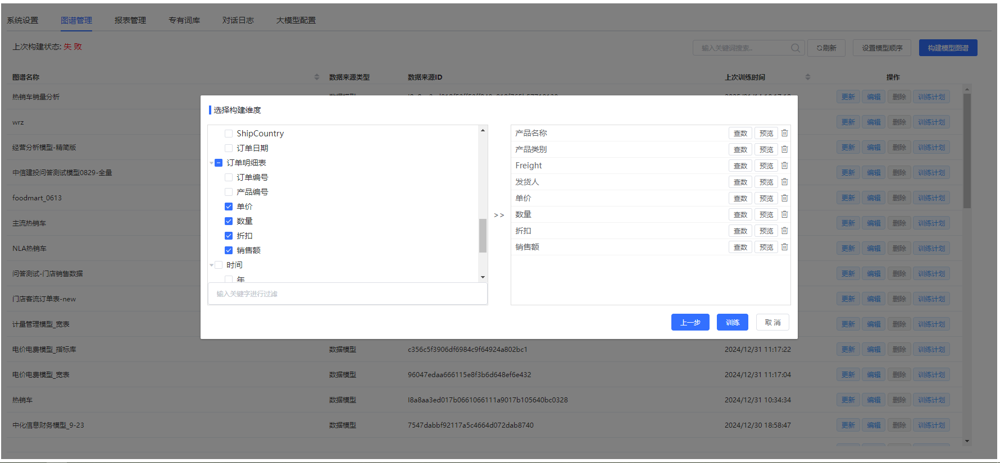 系统设置 图谱管理 报表管理 专有词库 对话日志 大模型配置
上次构建状态: 失 败 输入关键词搜索.. 刷新 设置模型顺序 构建模型图谱
图谱名称 数据来源类型 数据来源ID 上次训练时间 操作
热销车销量分析 更新 编辑 删除 训练计划
wrz 更新 编辑 删除 训练计划
经营分析模型-精简版 更新 编辑 删除 训练计划
中信建投问答测试模型0829-全量 更新 编辑 删除 训练计划
foodmart_0613 更新 编辑 删除 训练计划
主流热销车 更新 编辑 删除 训练计划
NLA热销车 更新 编辑 删除 训练计划
问答测试-门店销售数据 更新 编辑 删除 训练计划
门店客流订单表-new 更新 编辑 删除 训练计划
计量管理模型_宽表 更新 编辑 删除 训练计划
电价电费模型_指标库 数据模型 c356c5f3906df6984c9f64924a802bc1 2024/12/31 11:17:22 更新 编辑 删除 训练计划
电价电费模型_宽表 数据模型 96047edaa666115e8f3b6d648ef6e432 2024/12/31 11:17:04 更新 编辑 删除 训练计划
热销车 数据模型 I8a8aa3ed017b0661066111a9017b105640bc0328 2024/12/31 10:34:34 更新 编辑 删除 训练计划
中化信息财务模型_9-23 数据模型 7547dabbf92117a5c4664d072dab8740 2024/12/30 18:58:47 更新 编辑 删除 训练计划
选择构建维度
ShipCountry
订单日期
订单明细表
订单编号
产品编号
单价
数量
折扣
销售额
时间
年
输入关键字进行过滤
>>
产品名称 查数 预览
产品类别 查数 预览
Freight 查数 预览
发货人 查数 预览
单价 查数 预览
数量 查数 预览
折扣 查数 预览
销售额 查数 预览
上一步 训练 取 消